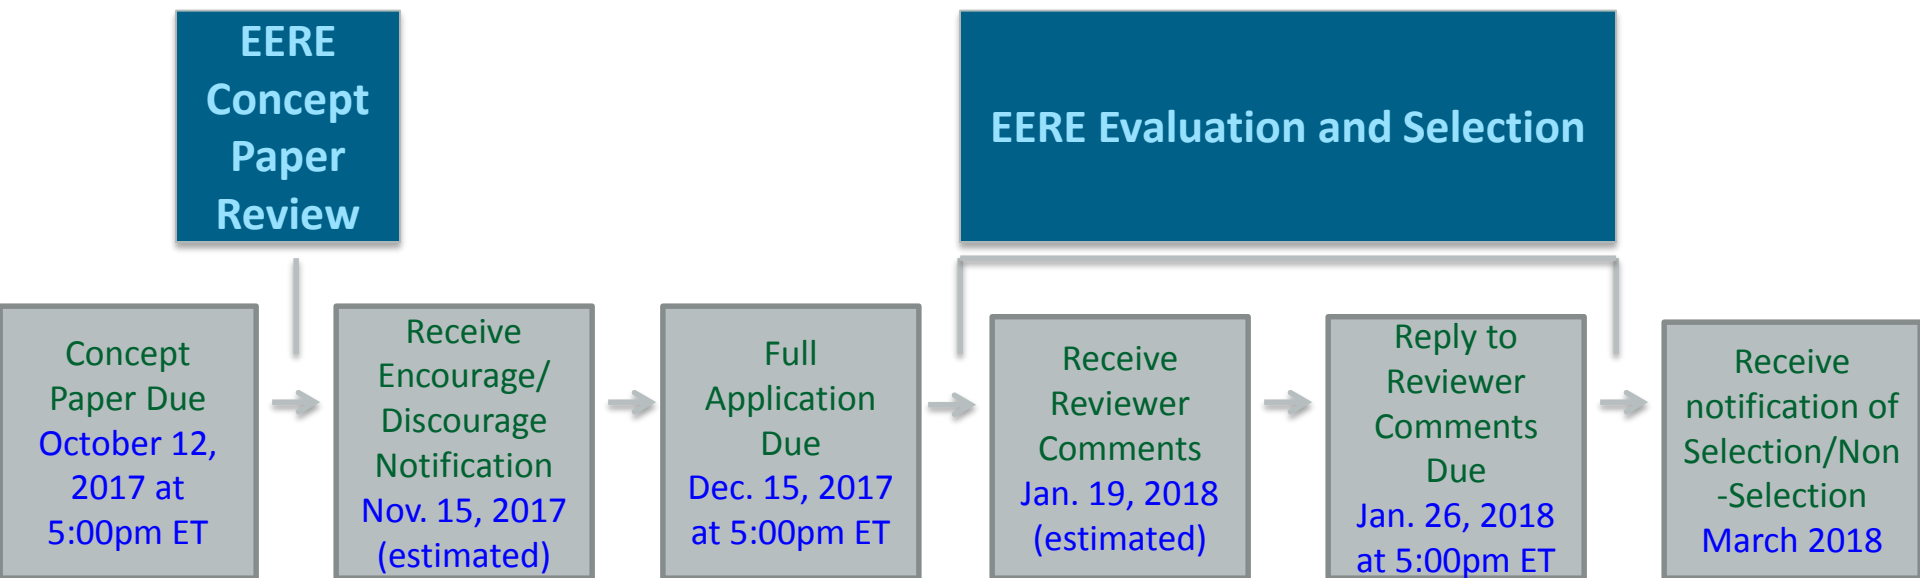 EERE
Concept
Paper
Review
EERE Evaluation and Selection
Concept
Paper Due
October 12,
2017 at
5:00pm ET
Receive
Encourage/
Discourage
Notification
Nov. 15, 2017
(estimated)
Full
Application
Due
Dec. 15, 2017
at 5:00pm ET
Receive
Reviewer
Comments
Jan. 19, 2018
(estimated)
Reply to
Reviewer
Comments
Due
Jan. 26, 2018
at 5:00pm ET
Receive
notification of
Selection/Non
-Selection
March 2018